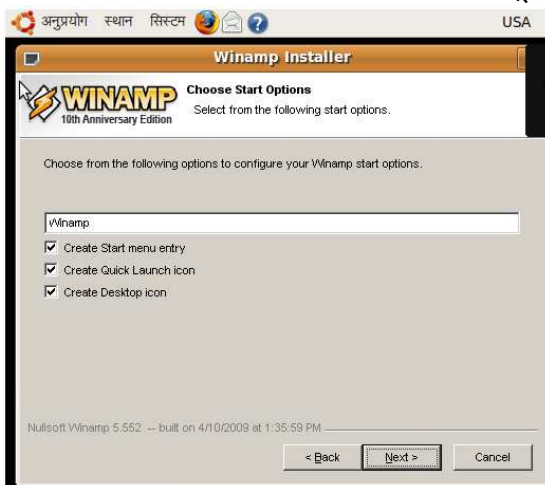 अनुप्रयोग स्थान सिस्टम USA
Winamp Installer
WINAMP
10th Anniversary Edition
Choose Start Options
Select from the following start options.
Choose from the following options to configure your Winamp start options.
Winamp
Create Start menu entry
Create Quick Launch icon
Create Desktop icon
Nullsoft Winamp 5.552 -- built on 4/10/2009 at 1:35:59 PM
< Back Next > Cancel